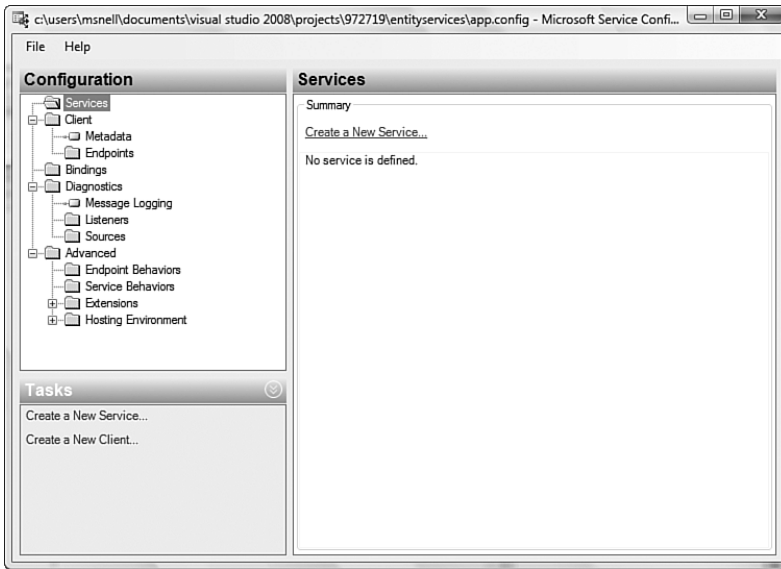 c:\users\msnell\documents\visual studio 2008\projects\972719\entityservices\app.config - Microsoft Service Confi...
File Help
Configuration
Services
Client
Metadata
Endpoints
Bindings
Diagnostics
Message Logging
Listeners
Sources
Advanced
Endpoint Behaviors
Service Behaviors
Extensions
Hosting Environment
Tasks
Create a New Service...
Create a New Client...
Services
Summary
Create a New Service...
No service is defined.